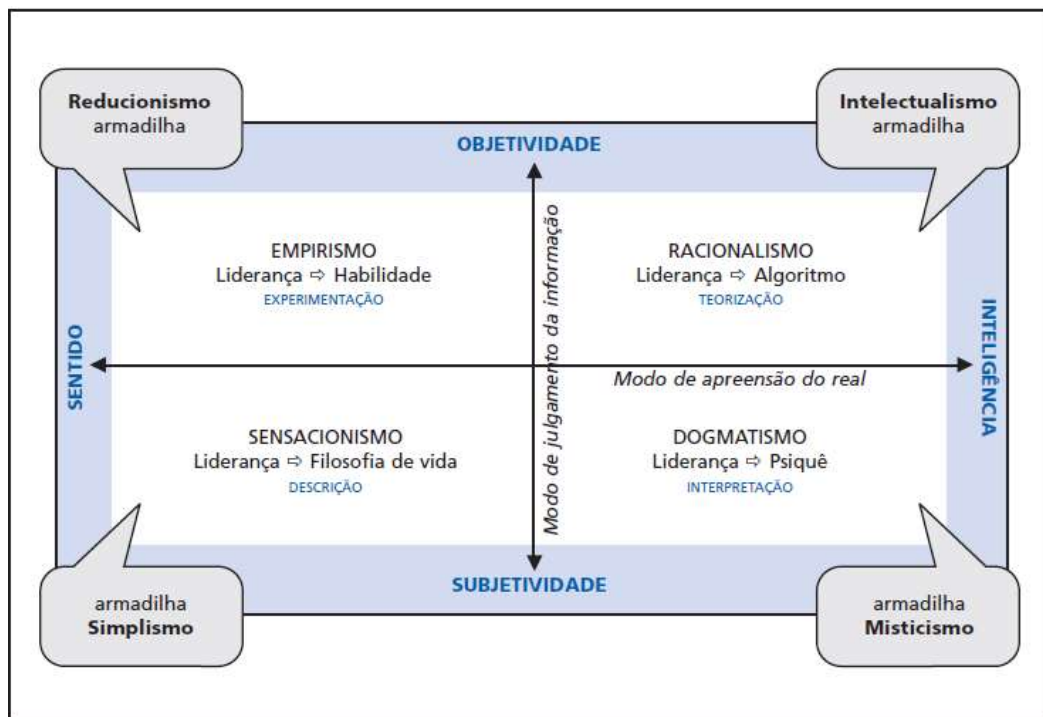 Reducionismo
armadilha
Intelectualismo
armadilha
OBJETIVIDADE
EMPIRISMO
Liderança ⇨ Habilidade
EXPERIMENTAÇÃO
RACIONALISMO
Liderança ⇨ Algoritmo
TEORIZAÇÃO
SENTIDO
Modo de julgamento da informação
Modo de apreensão do real
INTELIGÊNCIA
SENSACIONISMO
Liderança ⇨ Filosofia de vida
DESCRIÇÃO
DOGMATISMO
Liderança ⇨ Psiquê
INTERPRETAÇÃO
SUBJETIVIDADE
armadilha
Simplismo
armadilha
Misticismo